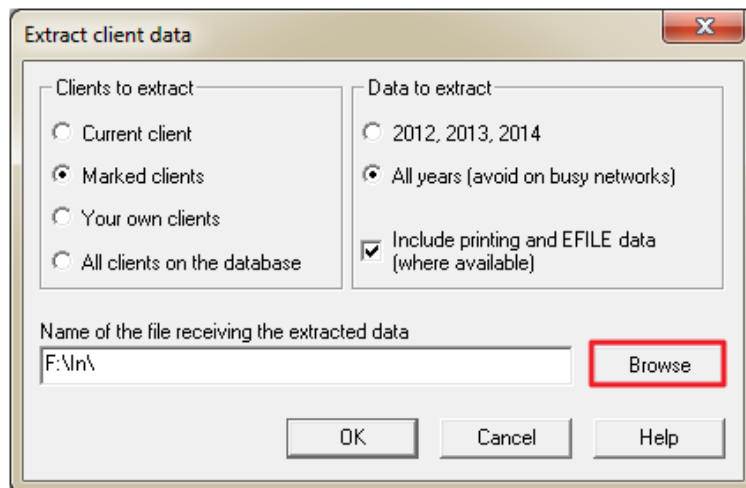 Extract client data
Clients to extract
Current client
Marked clients
Your own clients
All clients on the database
Data to extract
2012, 2013, 2014
All years (avoid on busy networks)
Include printing and EFILE data
(where available)
Name of the file receiving the extracted data
F:\In\
Browse
OK
Cancel
Help